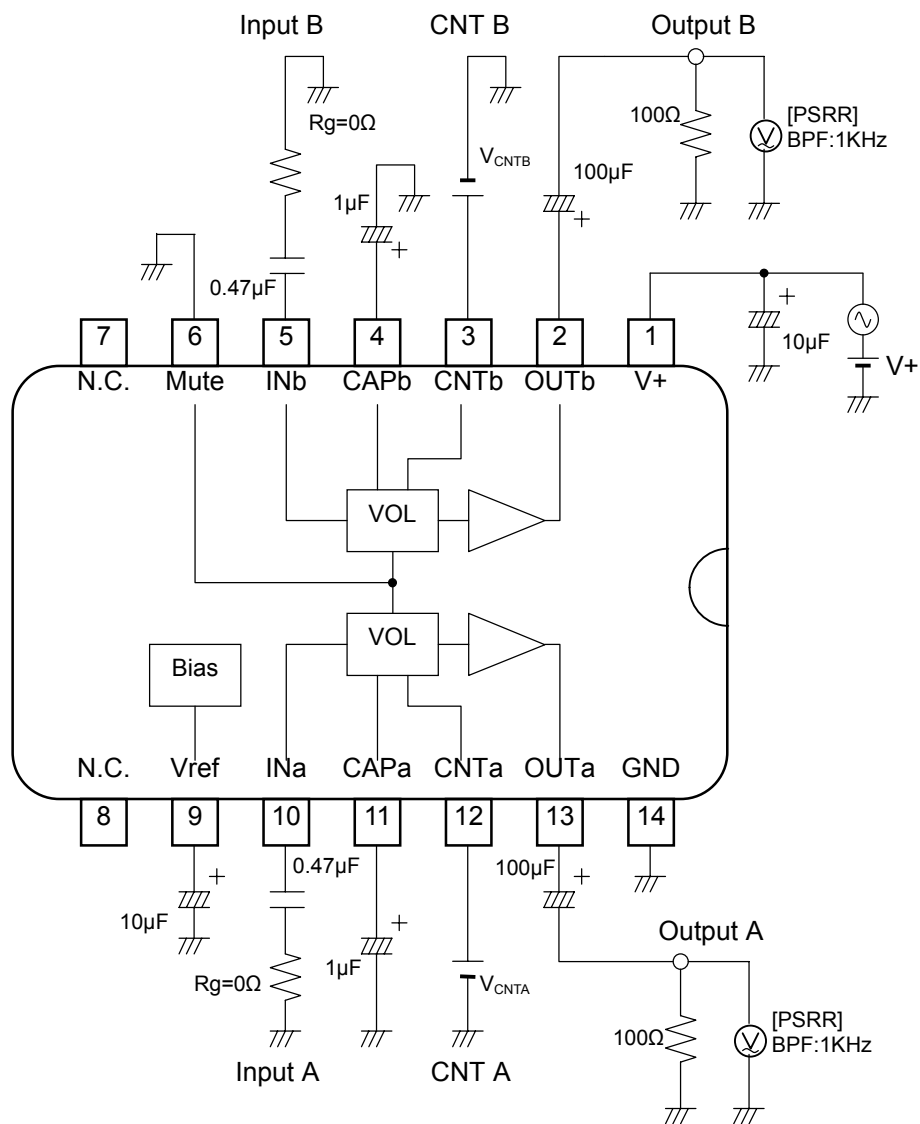 Input B CNT B Output B
Rg=0Ω
VCNTB
100Ω
[PSRR]
BPF:1KHz
1µF
+
100µF
+
0.47µF
+
10µF
V+
7 6 5 4 3 2 1
N.C. Mute INb CAPb CNTb OUTb V+
VOL
VOL
Bias
N.C. Vref INa CAPa CNTa OUTa GND
8 9 10 11 12 13 14
+
10µF
0.47µF
Rg=0Ω
+
1µF
VCNTA
100µF
+
Output A
100Ω
[PSRR]
BPF:1KHz
Input A CNT A